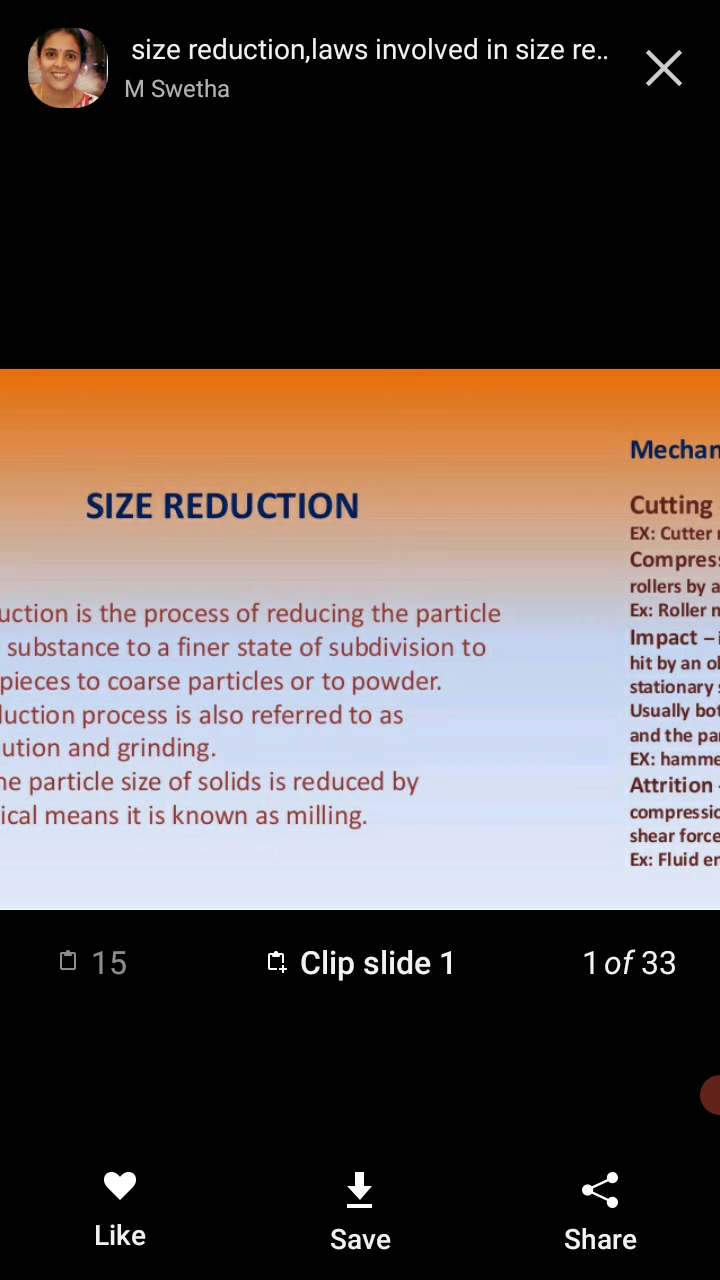 size reduction,laws involved in size re..
M Swetha
SIZE REDUCTION
uction is the process of reducing the particle
substance to a finer state of subdivision to
pieces to coarse particles or to powder.
luction process is also referred to as
ution and grinding.
ne particle size of solids is reduced by
ical means it is known as milling.
Mechan
Cutting
EX: Cutter
Compress
rollers by a
Ex: Roller
Impact –
hit by an
stationary
Usually bot
and the pa
EX: hamme
Attrition
compressio
shear force
Ex: Fluid en
15
Clip slide 1
1 of 33
Like
Save
Share